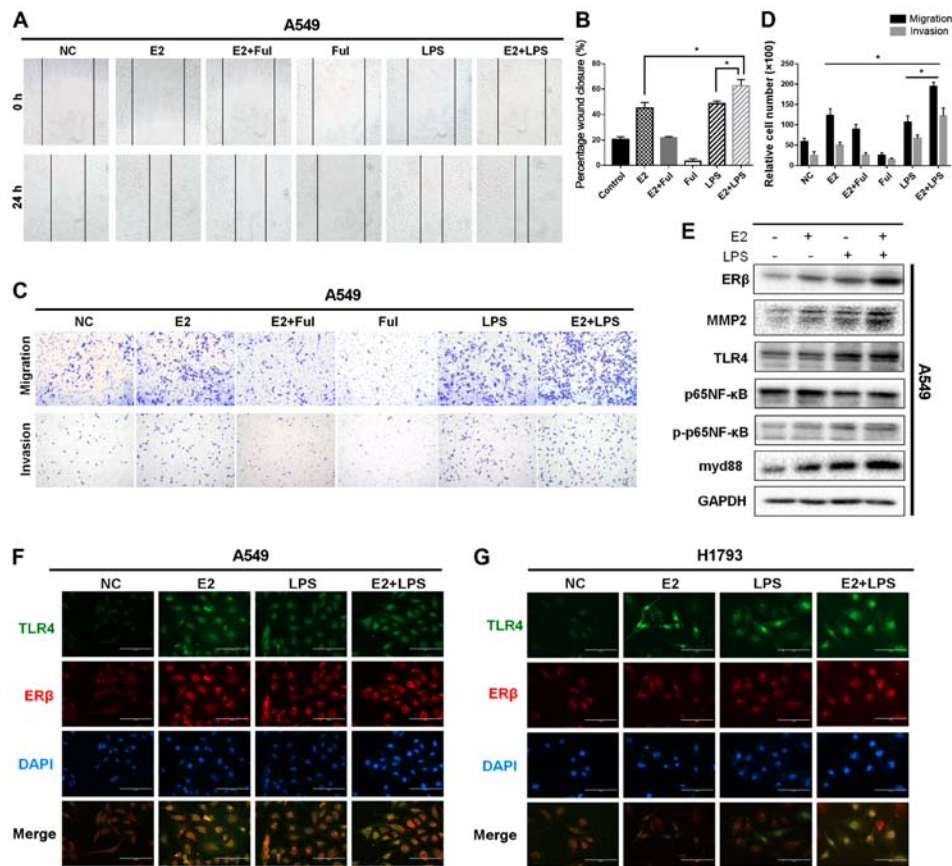 A
A549
NC E2 E2+Ful Ful LPS E2+LPS
0 h
24 h
B
Percentage wound closure (%)
80
60
40
20
0
*
*
Control E2 E2+Ful Ful LPS E2+LPS
D
Migration
Invasion
Relative cell number (×100)
250
200
150
100
50
0
*
*
NC E2 E2+Ful Ful LPS E2+LPS
C
A549
NC E2 E2+Ful Ful LPS E2+LPS
Migration
Invasion
E
E2 - + - +
LPS - - + +
ERβ
MMP2
TLR4
p65NF-κB
p-p65NF-κB
myd88
GAPDH
A549
F
A549
NC E2 LPS E2+LPS
TLR4
ERβ
DAPI
Merge
G
H1793
NC E2 LPS E2+LPS
TLR4
ERβ
DAPI
Merge